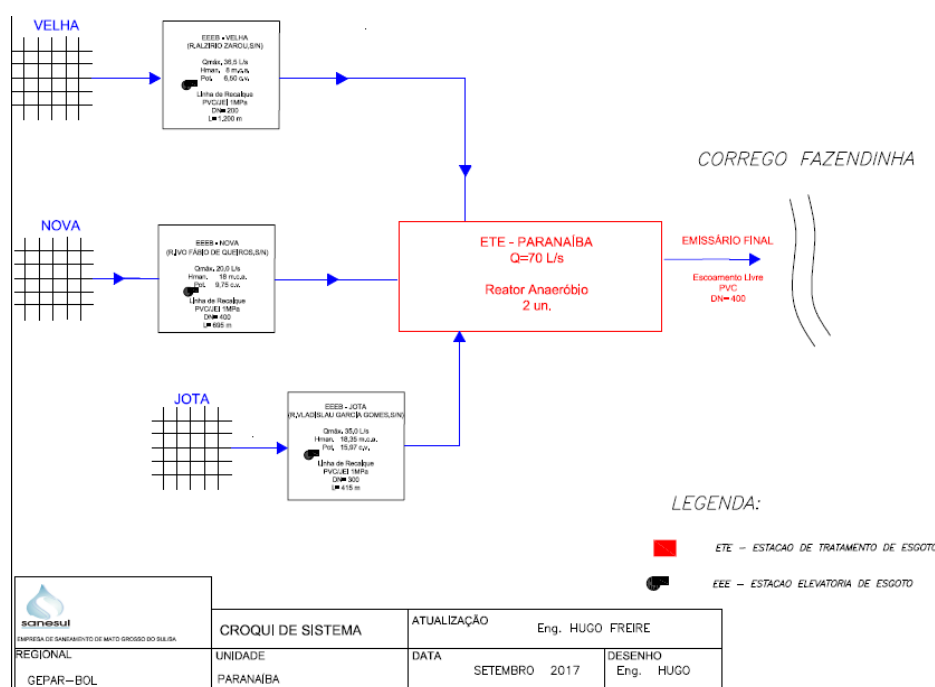 VELHA
EEEB - VELHA
(R.ALZIRIO ZAROU,S/N)
Qmáx. 36,5 L/s
Hman. 8 m.c.a.
Pot. 6,50 c.v.
Linha de Recalque
PVC/JEI 1MPa
DN= 200
L=1.200 m
CORREGO FAZENDINHA
NOVA
EEEB - NOVA
(R.IVO FÁBIO DE QUEIROS,S/N)
Qmáx. 20,0 L/s
Hman. 18 m.c.a.
Pot. 9,75 c.v.
Linha de Recalque
PVC/JEI 1MPa
DN= 400
L= 695 m
ETE - PARANAÍBA
Q=70 L/s
Reator Anaeróbio
2 un.
EMISSÁRIO FINAL
Escoamento Livre
PVC
DN= 400
JOTA
EEEB - JOTA
(R.VLADISLAU GARCIA GOMES,S/N)
Qmáx. 35,0 L/s
Hman. 18,35 m.c.a.
Pot. 15,97 c.v.
Linha de Recalque
PVC/JEI 1MPa
DN= 300
L= 415 m
LEGENDA:
ETE - ESTACAO DE TRATAMENTO DE ESGOTO
EEE - ESTACAO ELEVATORIA DE ESGOTO
sanesul
EMPRESA DE SANEAMENTO DE MATO GROSSO DO SUL/SA
CROQUI DE SISTEMA
ATUALIZAÇÃO
Eng. HUGO FREIRE
REGIONAL
GEPAR-BOL
UNIDADE
PARANAÍBA
DATA
SETEMBRO 2017
DESENHO
Eng. HUGO